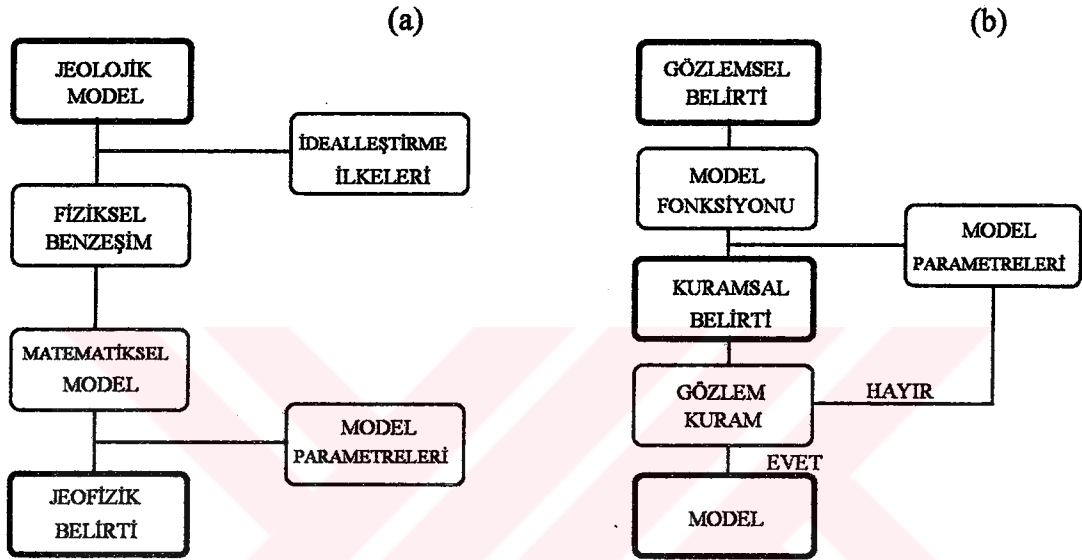 (a)
JEOLOJİK
MODEL
İDEALLEŞTİRME
İLKELERİ
FİZİKSEL
BENZEŞİM
MATEMATİKSEL
MODEL
MODEL
PARAMETRELERİ
JEOFİZİK
BELİRTİ
(b)
GÖZLEMSEL
BELİRTİ
MODEL
FONKSİYONU
MODEL
PARAMETRELERİ
KURAMSAL
BELİRTİ
GÖZLEM
KURAM
HAYIR
EVET
MODEL